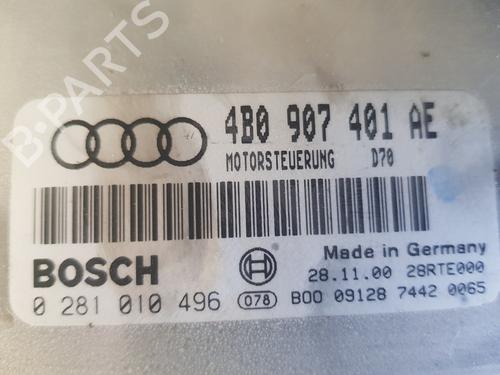 B-PARTS
4B0 907 401 AE
MOTORSTEUERUNG D70
Made in Germany
BOSCH
28.11.00 28RTE000
0 281 010 496 078 B00 09128 7442 0065